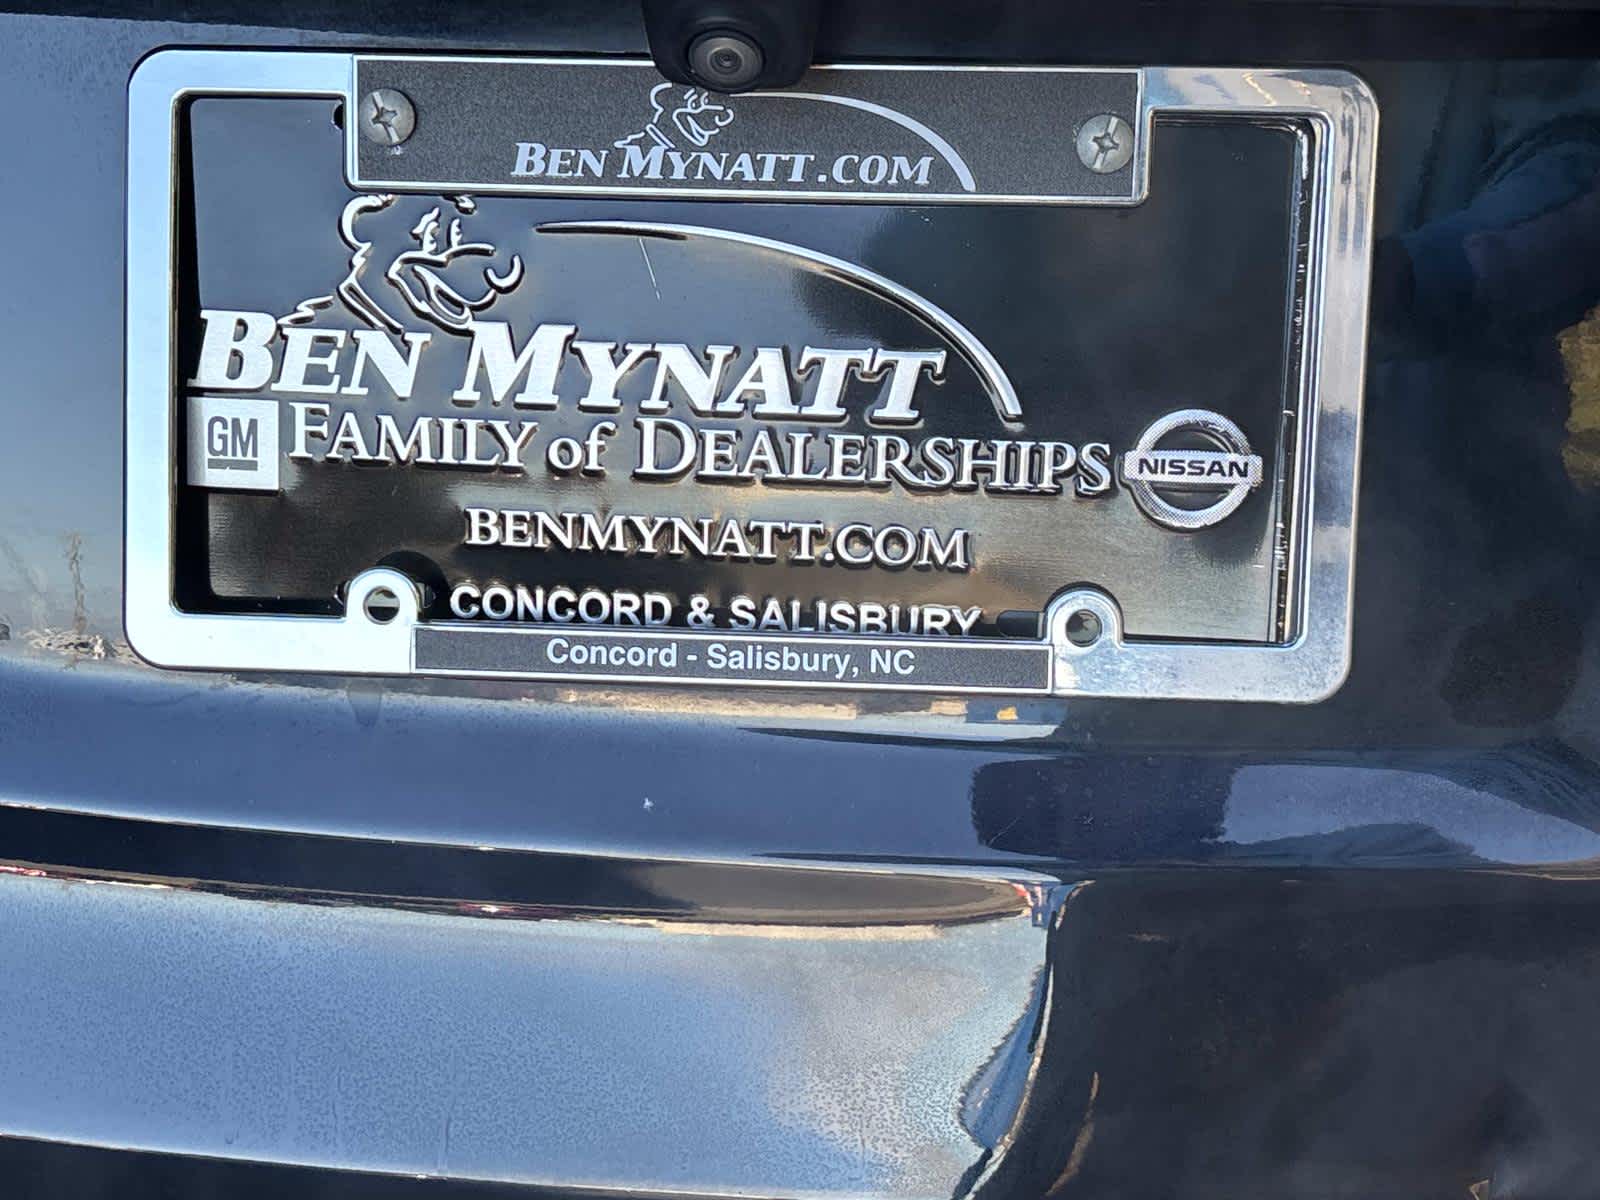 BEN MYNATT.COM
BEN MYNATT
GM FAMILY of DEALERSHIPS NISSAN
BENMYNATT.COM
CONCORD & SALISBURY
Concord - Salisbury, NC